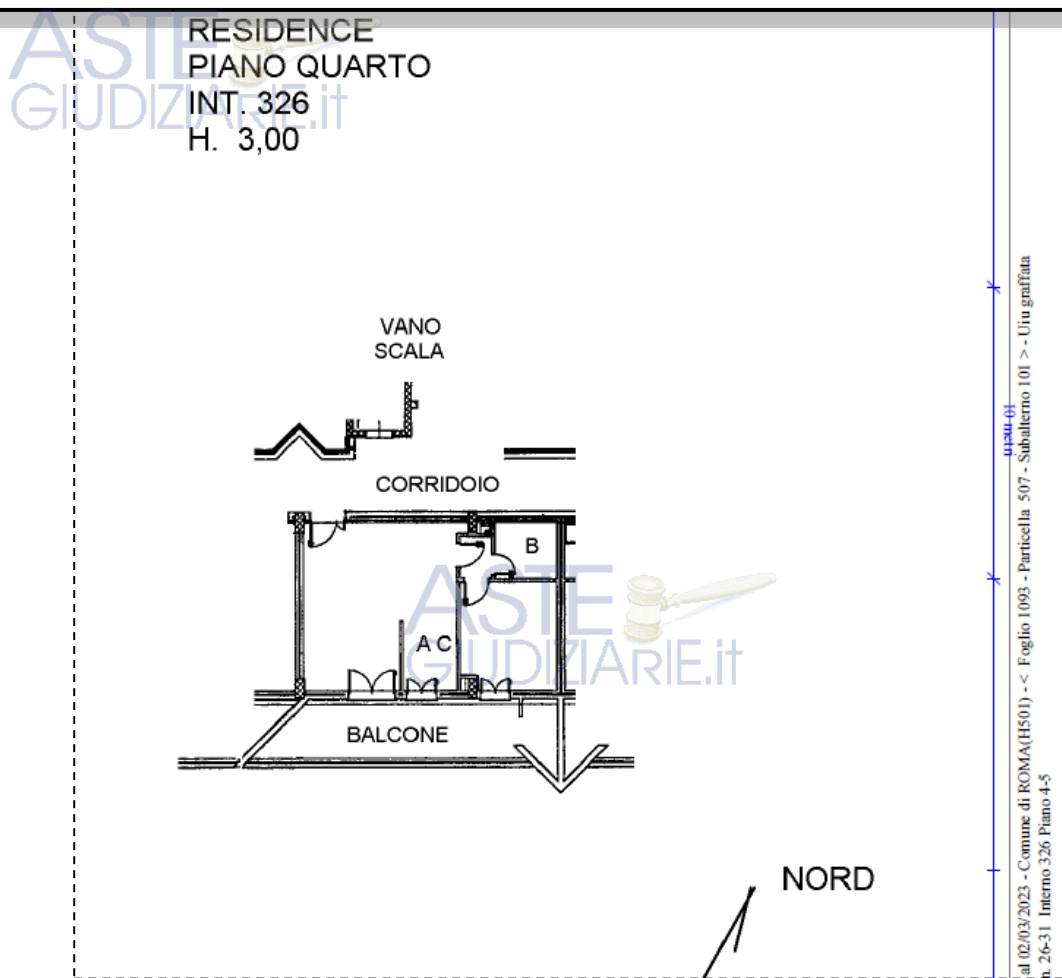 ASTE
GIUDIZIARIE.it
RESIDENCE
PIANO QUARTO
INT. 326
H. 3,00
VANO
SCALA
CORRIDOIO
B
A C
ASTE
GIUDIZIARIE.it
BALCONE
NORD
10 metri
al 02/03/2023 - Comune di ROMA(H501) - < Foglio 1093 - Particella 507 - Subalterno 101 > - Uiu graffata
n. 26-31 Interno 326 Piano 4-5